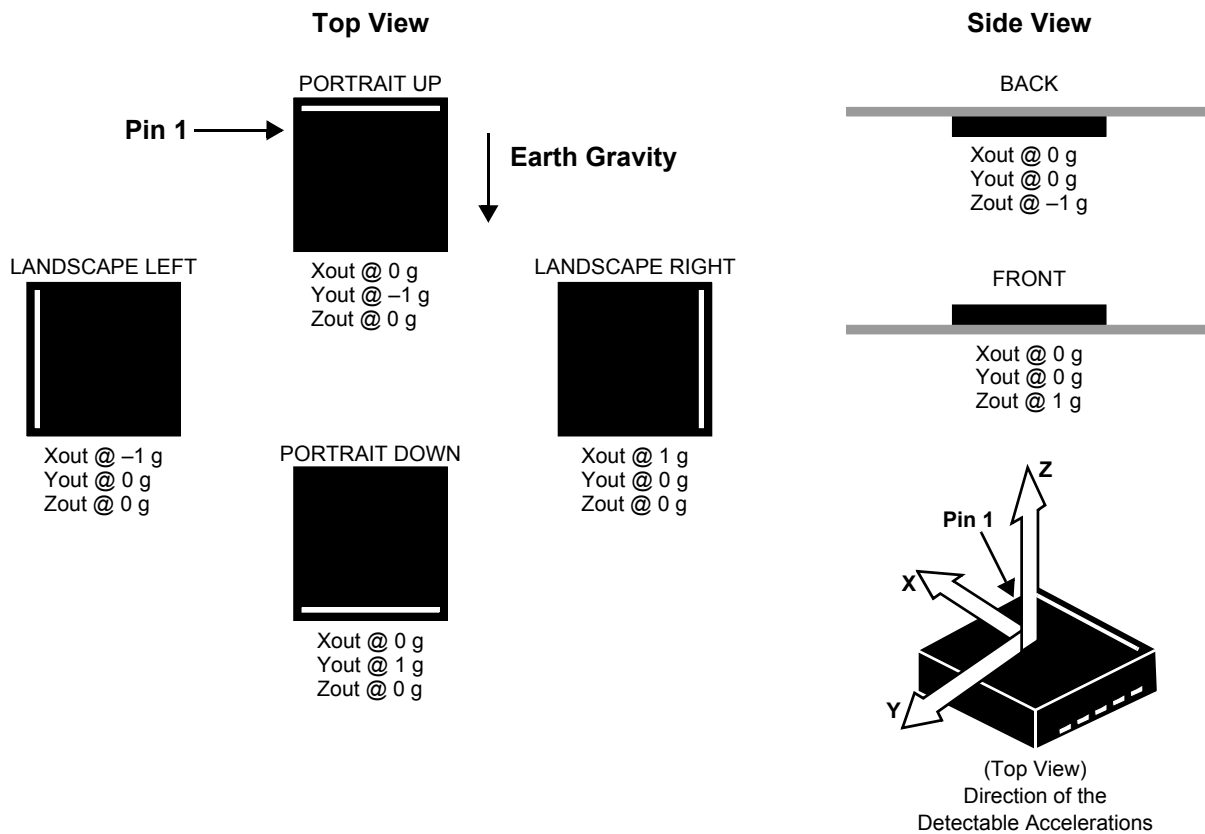 Top View
PORTRAIT UP
Pin 1
Earth Gravity
Xout @ 0 g
Yout @ –1 g
Zout @ 0 g
LANDSCAPE LEFT
Xout @ –1 g
Yout @ 0 g
Zout @ 0 g
LANDSCAPE RIGHT
Xout @ 1 g
Yout @ 0 g
Zout @ 0 g
PORTRAIT DOWN
Xout @ 0 g
Yout @ 1 g
Zout @ 0 g
Side View
BACK
Xout @ 0 g
Yout @ 0 g
Zout @ –1 g
FRONT
Xout @ 0 g
Yout @ 0 g
Zout @ 1 g
Z
Pin 1
X
Y
(Top View)
Direction of the
Detectable Accelerations